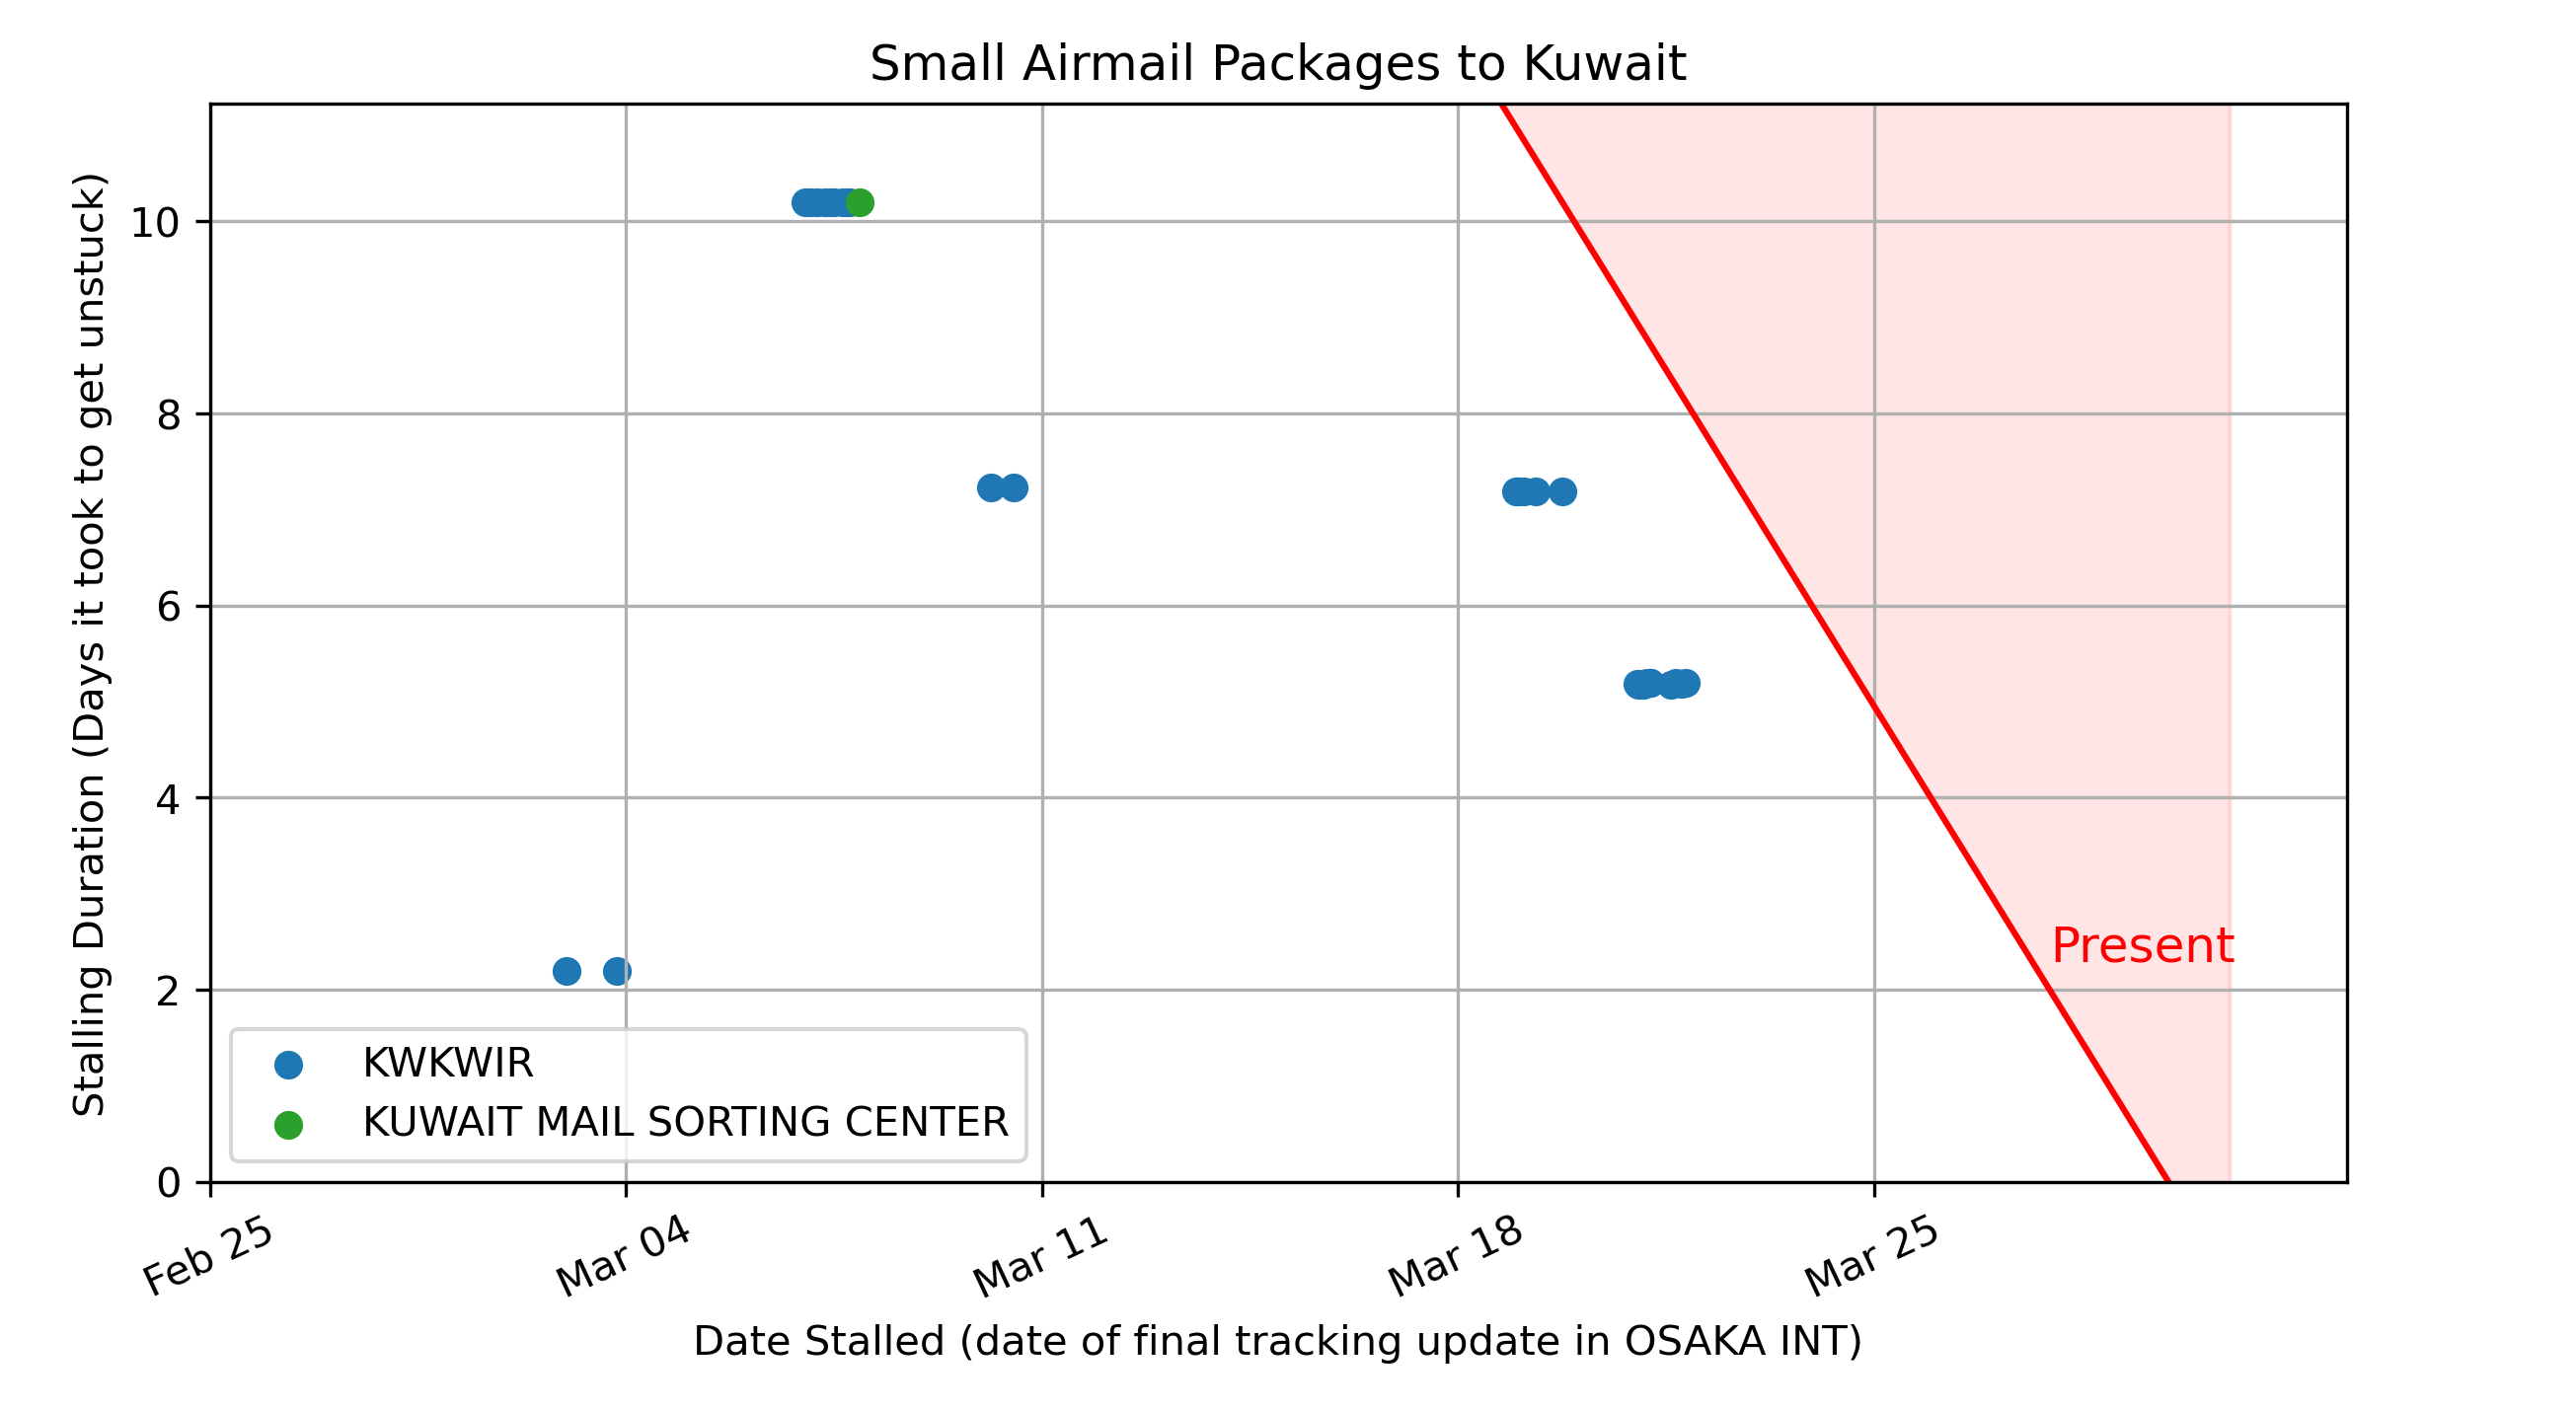 Small Airmail Packages to Kuwait
Stalling Duration (Days it took to get unstuck)
10
8
6
4
2
0
Present
KWKWIR
KUWAIT MAIL SORTING CENTER
Feb 25
Mar 04
Mar 11
Mar 18
Mar 25
Date Stalled (date of final tracking update in OSAKA INT)